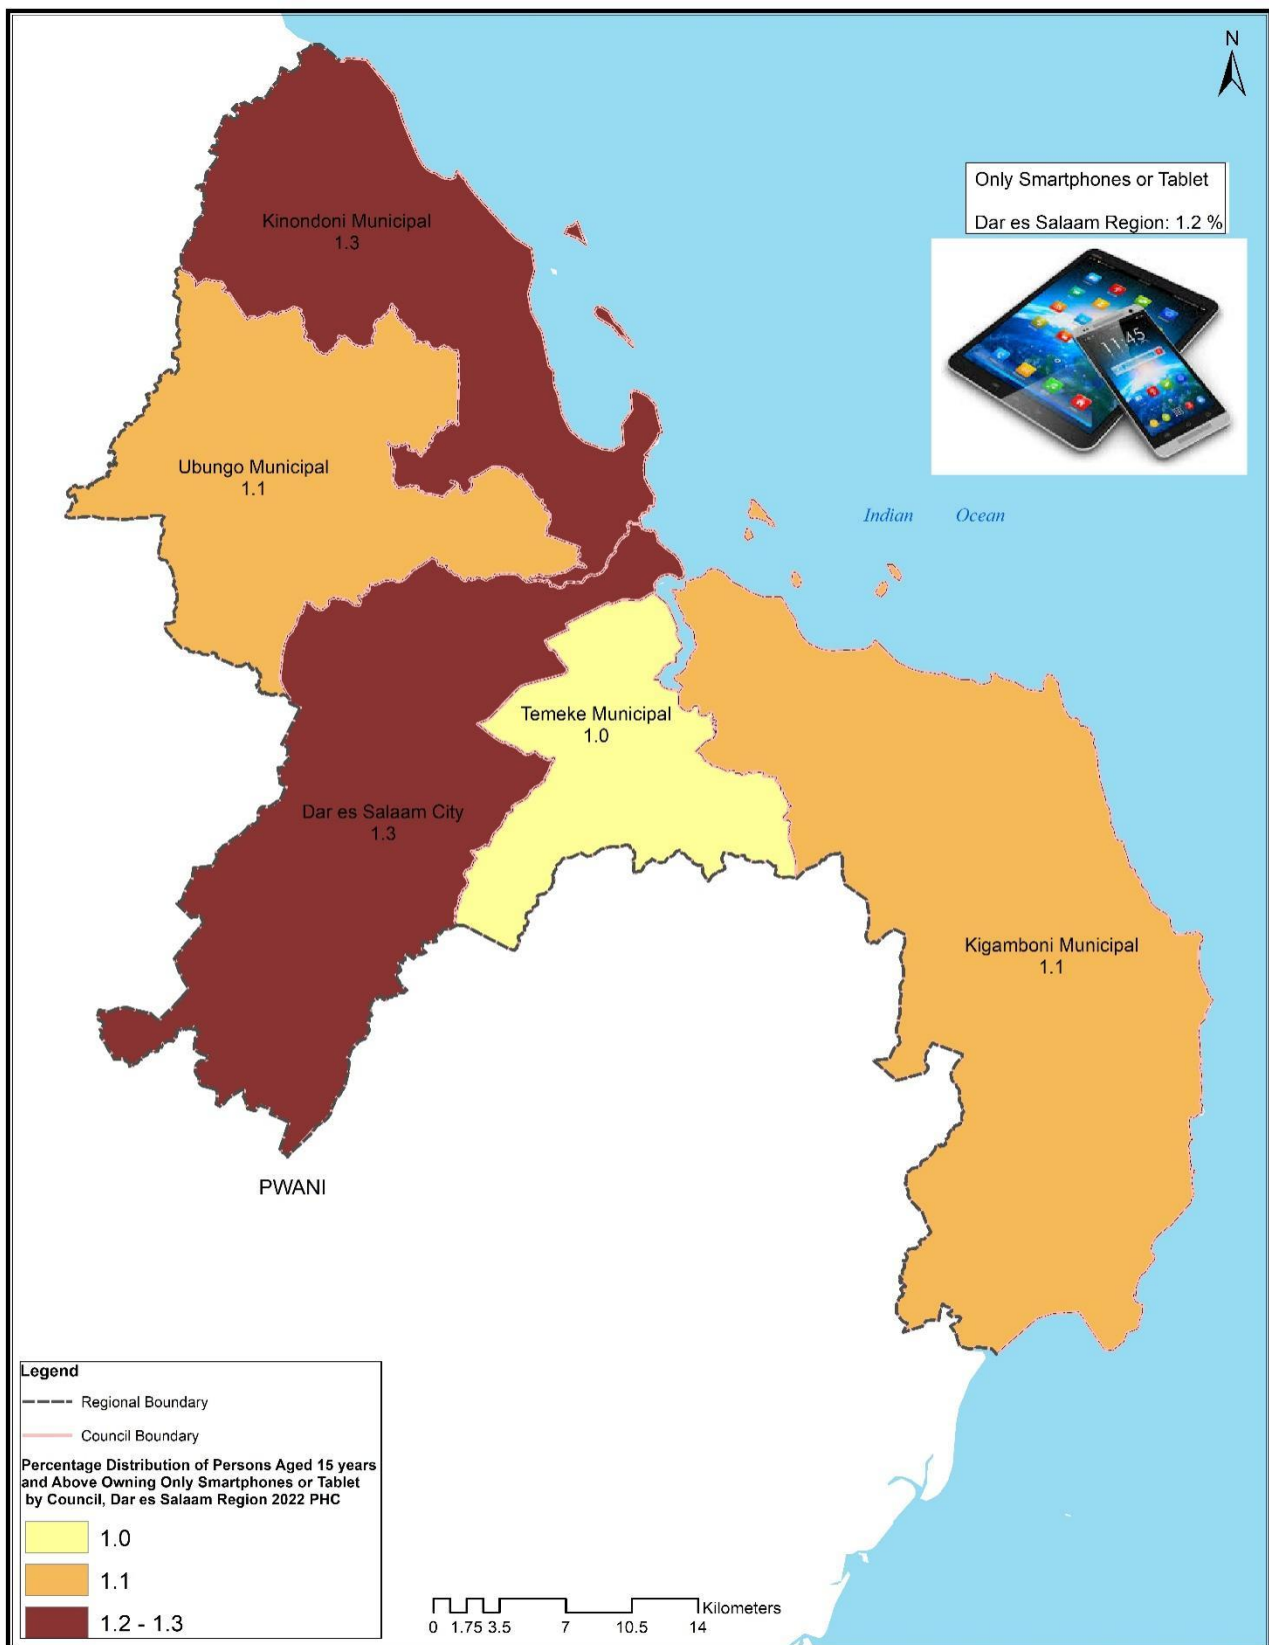 N
Only Smartphones or Tablet
Dar es Salaam Region: 1.2 %
11:45
Kinondoni Municipal
1.3
Ubungo Municipal
1.1
Indian Ocean
Temeke Municipal
1.0
Dar es Salaam City
1.3
Kigamboni Municipal
1.1
PWANI
Legend
Regional Boundary
Council Boundary
Percentage Distribution of Persons Aged 15 years
and Above Owning Only Smartphones or Tablet
by Council, Dar es Salaam Region 2022 PHC
1.0
1.1
1.2 - 1.3
Kilometers
0 1.75 3.5 7 10.5 14